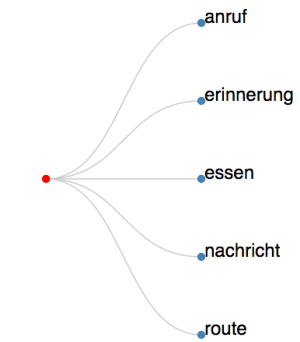 anruf
erinnerung
essen
nachricht
route